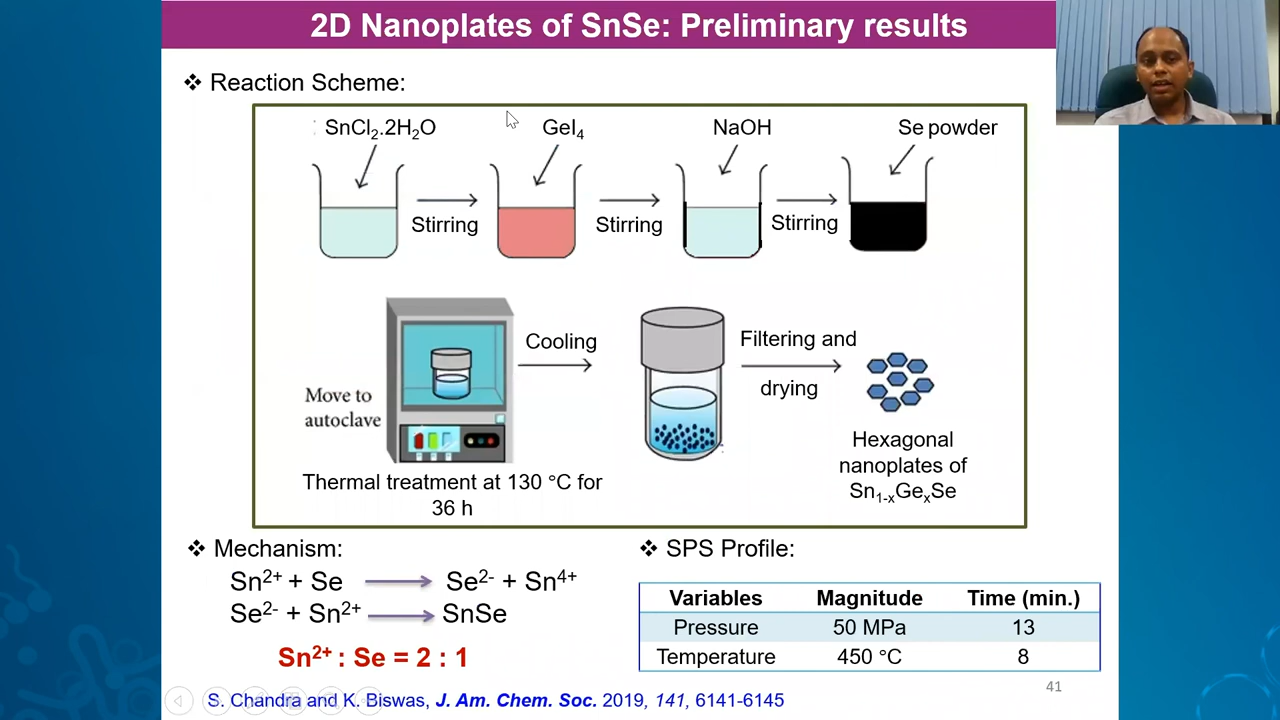 2D Nanoplates of SnSe: Preliminary results
❖ Reaction Scheme:
SnCl₂.2H₂O
GeI₄
NaOH
Se powder
Stirring
Stirring
Stirring
Move to
autoclave
Cooling
Filtering and
drying
Thermal treatment at 130 °C for
36 h
Hexagonal
nanoplates of
Sn₁₋ₓGeₓSe
❖ Mechanism:
Sn²⁺ + Se ⟶ Se²⁻ + Sn⁴⁺
Se²⁻ + Sn²⁺ ⟶ SnSe
Sn²⁺ : Se = 2 : 1
❖ SPS Profile:
Variables Magnitude Time (min.)
Pressure 50 MPa 13
Temperature 450 °C 8
41
S. Chandra and K. Biswas, J. Am. Chem. Soc. 2019, 141, 6141-6145